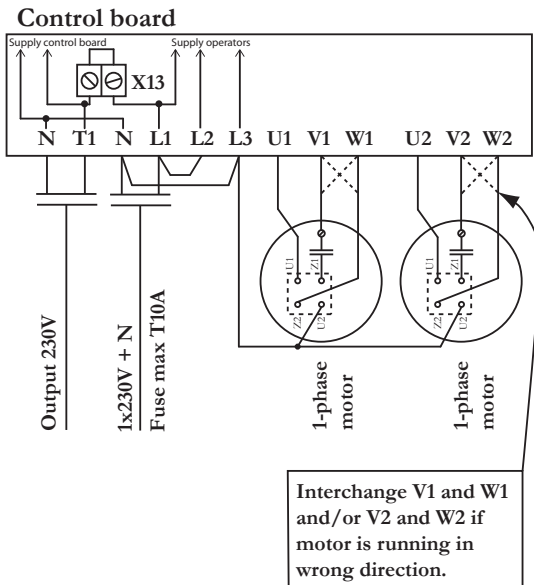 Control board
Supply control board
Supply operators
X13
N T1 N L1 L2 L3 U1 V1 W1 U2 V2 W2
U1 Z1 U1 Z1
Z2 U2 Z2 U2
Output 230V
1x230V + N
Fuse max T10A
1-phase
motor
1-phase
motor
Interchange V1 and W1
and/or V2 and W2 if
motor is running in
wrong direction.